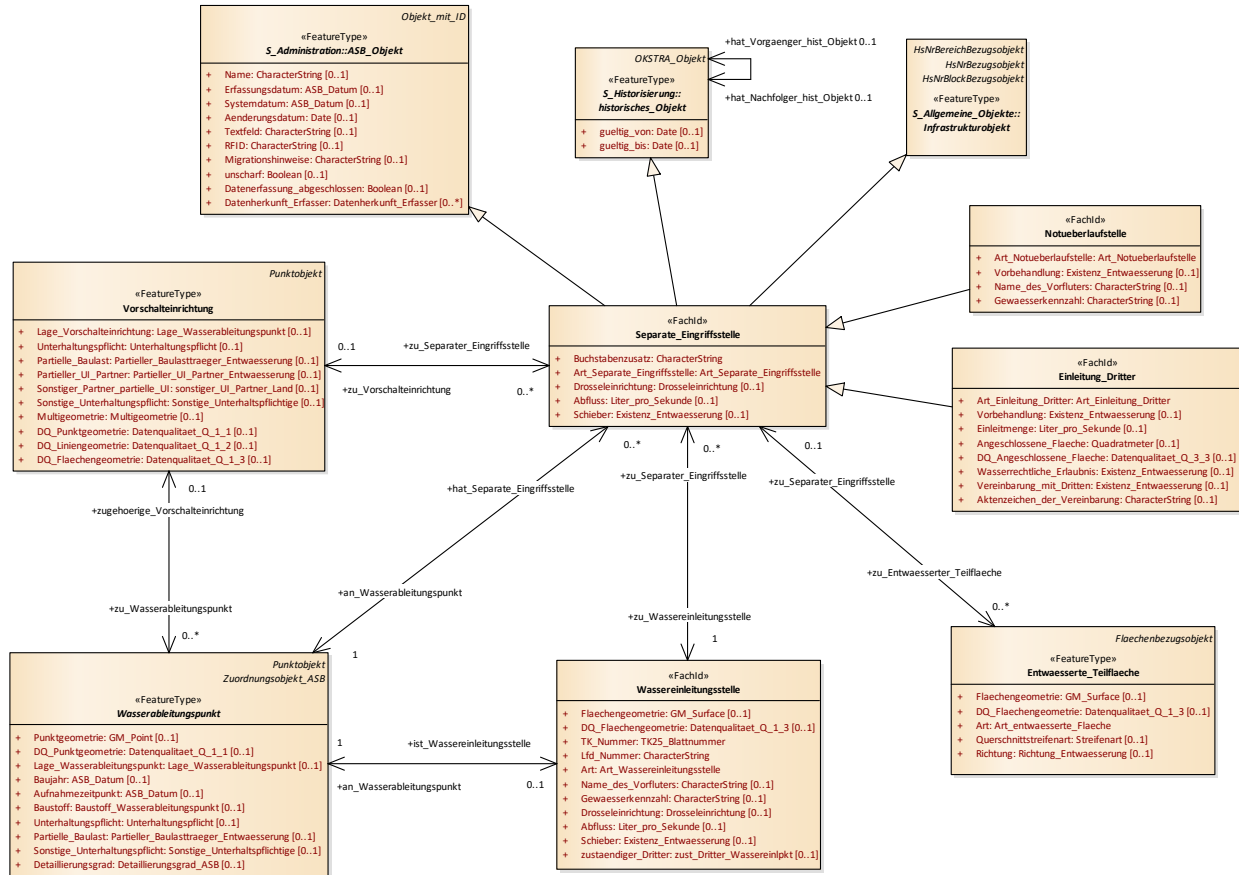 Objekt_mit_ID
«FeatureType»
S_Administration::ASB_Objekt
+ Name: CharacterString [0..1]
+ Erfassungsdatum: ASB_Datum [0..1]
+ Systemdatum: ASB_Datum [0..1]
+ Aenderungsdatum: Date [0..1]
+ Textfeld: CharacterString [0..1]
+ RFID: CharacterString [0..1]
+ Migrationshinweise: CharacterString [0..1]
+ unscharf: Boolean [0..1]
+ Datenerfassung_abgeschlossen: Boolean [0..1]
+ Datenherkunft_Erfasser: Datenherkunft_Erfasser [0..*]
OKSTRA_Objekt
«FeatureType»
S_Historisierung::
historisches_Objekt
+ gueltig_von: Date [0..1]
+ gueltig_bis: Date [0..1]
+hat_Vorgaenger_hist_Objekt 0..1
+hat_Nachfolger_hist_Objekt 0..1
HsNrBereichBezugsobjekt
HsNrBezugsobjekt
HsNrBlockBezugsobjekt
«FeatureType»
S_Allgemeine_Objekte::
Infrastrukturobjekt
«FachId»
Notueberlaufstelle
+ Art_Notueberlaufstelle: Art_Notueberlaufstelle
+ Vorbehandlung: Existenz_Entwaesserung [0..1]
+ Name_des_Vorfluters: CharacterString [0..1]
+ Gewaesserkennzahl: CharacterString [0..1]
Punktobjekt
«FeatureType»
Vorschalteinrichtung
+ Lage_Vorschalteinrichtung: Lage_Wasserableitungspunkt [0..1]
+ Unterhaltungspflicht: Unterhaltungspflicht [0..1]
+ Partielle_Baulast: Partieller_Baulasttraeger_Entwaesserung [0..1]
+ Partieller_UI_Partner: Partieller_UI_Partner_Entwaesserung [0..1]
+ Sonstiger_Partner_partielle_UI: sonstiger_UI_Partner_Land [0..1]
+ Sonstige_Unterhaltungspflicht: Sonstige_Unterhaltspflichtige [0..1]
+ Multigeometrie: Multigeometrie [0..1]
+ DQ_Punktgeometrie: Datenqualitaet_Q_1_1 [0..1]
+ DQ_Liniengeometrie: Datenqualitaet_Q_1_2 [0..1]
+ DQ_Flaechengeometrie: Datenqualitaet_Q_1_3 [0..1]
0..1
+zu_Separater_Eingriffsstelle
+zu_Vorschalteinrichtung
0..*
«FachId»
Separate_Eingriffsstelle
+ Buchstabenzusatz: CharacterString
+ Art_Separate_Eingriffsstelle: Art_Separate_Eingriffsstelle
+ Drosseleinrichtung: Drosseleinrichtung [0..1]
+ Abfluss: Liter_pro_Sekunde [0..1]
+ Schieber: Existenz_Entwaesserung [0..1]
«FachId»
Einleitung_Dritter
+ Art_Einleitung_Dritter: Art_Einleitung_Dritter
+ Vorbehandlung: Existenz_Entwaesserung [0..1]
+ Einleitmenge: Liter_pro_Sekunde [0..1]
+ Angeschlossene_Flaeche: Quadratmeter [0..1]
+ DQ_Angeschlossene_Flaeche: Datenqualitaet_Q_3_3 [0..1]
+ Wasserrechtliche_Erlaubnis: Existenz_Entwaesserung [0..1]
+ Vereinbarung_mit_Dritten: Existenz_Entwaesserung [0..1]
+ Aktenzeichen_der_Vereinbarung: CharacterString [0..1]
0..*
0..*
0..1
+hat_Separate_Eingriffsstelle
+zu_Separater_Eingriffsstelle
+zu_Separater_Eingriffsstelle
0..1
+zugehoerige_Vorschalteinrichtung
+zu_Wasserableitungspunkt
0..*
+an_Wasserableitungspunkt
1
+zu_Wassereinleitungsstelle
1
+zu_Entwaesserter_Teilflaeche
0..*
Punktobjekt
Zuordnungsobjekt_ASB
«FeatureType»
Wasserableitungspunkt
+ Punktgeometrie: GM_Point [0..1]
+ DQ_Punktgeometrie: Datenqualitaet_Q_1_1 [0..1]
+ Lage_Wasserableitungspunkt: Lage_Wasserableitungspunkt [0..1]
+ Baujahr: ASB_Datum [0..1]
+ Aufnahmezeitpunkt: ASB_Datum [0..1]
+ Baustoff: Baustoff_Wasserableitungspunkt [0..1]
+ Unterhaltungspflicht: Unterhaltungspflicht [0..1]
+ Partielle_Baulast: Partieller_Baulasttraeger_Entwaesserung [0..1]
+ Sonstige_Unterhaltungspflicht: Sonstige_Unterhaltspflichtige [0..1]
+ Detaillierungsgrad: Detaillierungsgrad_ASB [0..1]
1
+ist_Wassereinleitungsstelle
+an_Wasserableitungspunkt
0..1
«FachId»
Wassereinleitungsstelle
+ Flaechengeometrie: GM_Surface [0..1]
+ DQ_Flaechengeometrie: Datenqualitaet_Q_1_3 [0..1]
+ TK_Nummer: TK25_Blattnummer
+ Lfd_Nummer: CharacterString
+ Art: Art_Wassereinleitungsstelle
+ Name_des_Vorfluters: CharacterString [0..1]
+ Gewaesserkennzahl: CharacterString [0..1]
+ Drosseleinrichtung: Drosseleinrichtung [0..1]
+ Abfluss: Liter_pro_Sekunde [0..1]
+ Schieber: Existenz_Entwaesserung [0..1]
+ zustaendiger_Dritter: zust_Dritter_Wassereinlpkt [0..1]
Flaechenbezugsobjekt
«FeatureType»
Entwaesserte_Teilflaeche
+ Flaechengeometrie: GM_Surface [0..1]
+ DQ_Flaechengeometrie: Datenqualitaet_Q_1_3 [0..1]
+ Art: Art_entwaesserte_Flaeche
+ Querschnittstreifenart: Streifenart [0..1]
+ Richtung: Richtung_Entwaesserung [0..1]